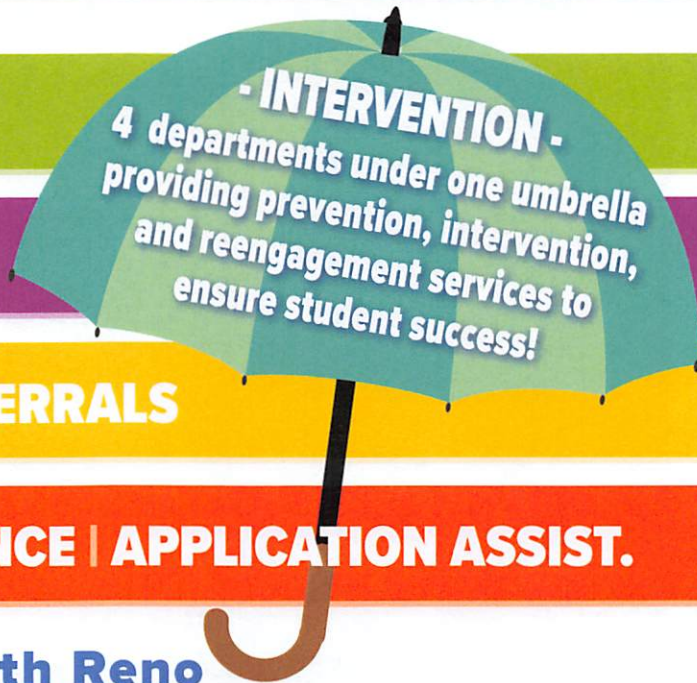 - INTERVENTION -
4 departments under one umbrella
providing prevention, intervention,
and reengagement services to
ensure student success!
ERRALS
NCE | APPLICATION ASSIST.
th Reno